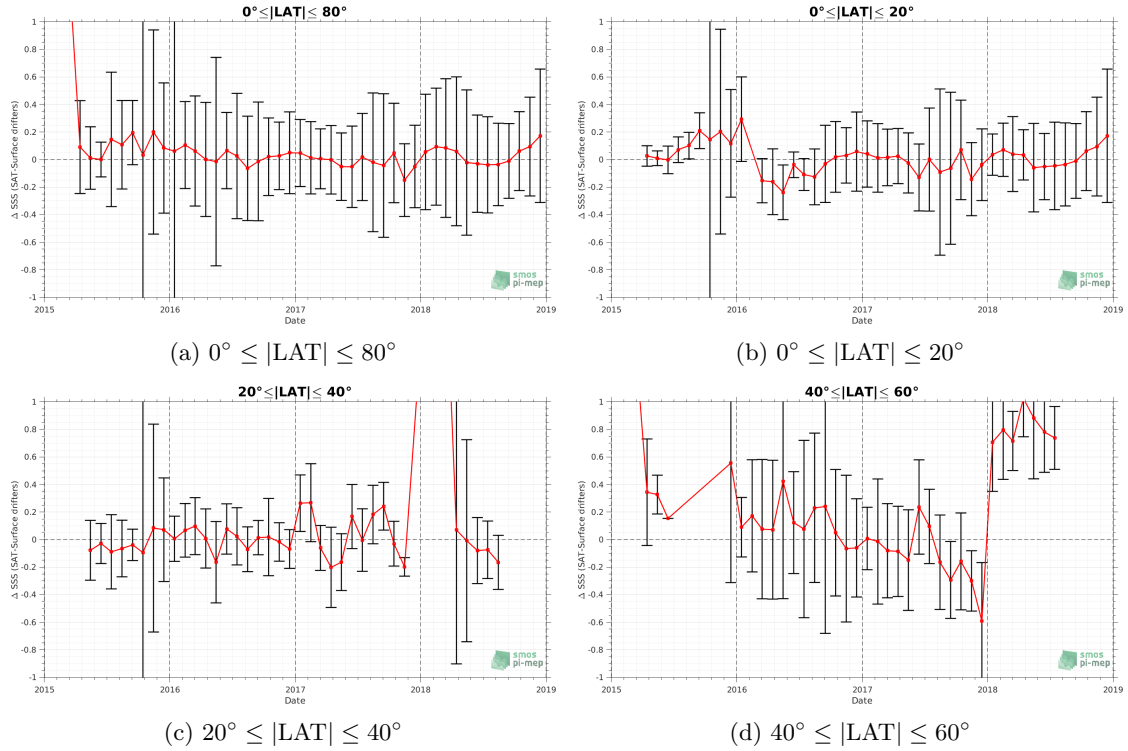 0°≤|LAT|≤ 80°
Δ SSS (SAT-Surface drifters)
1
0.8
0.6
0.4
0.2
0
-0.2
-0.4
-0.6
-0.8
-1
2015
2016
2017
2018
2019
Date
smos
pi-mep
(a) 0° ≤ |LAT| ≤ 80°
0°≤|LAT|≤ 20°
Δ SSS (SAT-Surface drifters)
1
0.8
0.6
0.4
0.2
0
-0.2
-0.4
-0.6
-0.8
-1
2015
2016
2017
2018
2019
Date
smos
pi-mep
(b) 0° ≤ |LAT| ≤ 20°
20°≤|LAT|≤ 40°
Δ SSS (SAT-Surface drifters)
1
0.8
0.6
0.4
0.2
0
-0.2
-0.4
-0.6
-0.8
-1
2015
2016
2017
2018
2019
Date
smos
pi-mep
(c) 20° ≤ |LAT| ≤ 40°
40°≤|LAT|≤ 60°
Δ SSS (SAT-Surface drifters)
1
0.8
0.6
0.4
0.2
0
-0.2
-0.4
-0.6
-0.8
-1
2015
2016
2017
2018
2019
Date
smos
pi-mep
(d) 40° ≤ |LAT| ≤ 60°